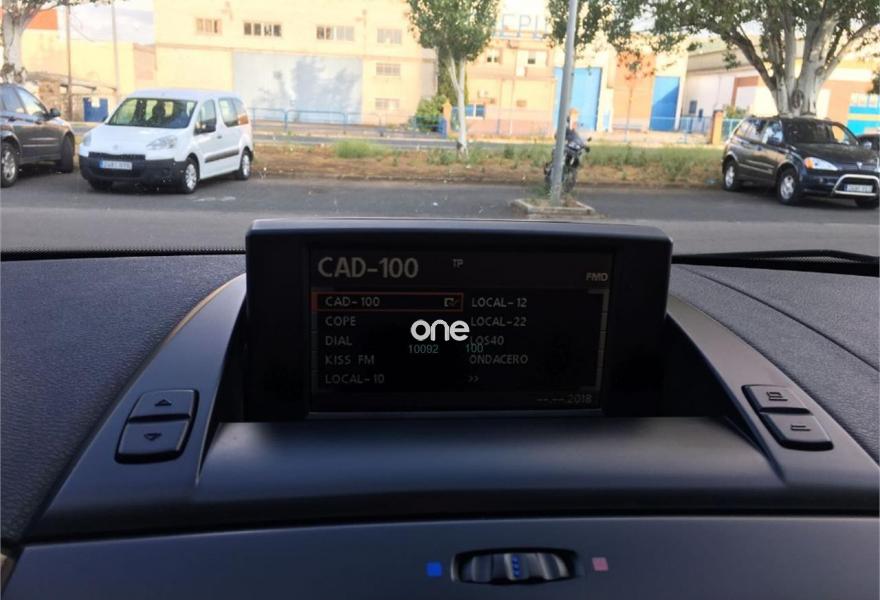 CAD-100 TP
FMD
CAD-100 LOCAL-12
COPE LOCAL-22
DIAL LOS40
KISS FM ONDACERO
LOCAL-10 >>
--.--.2018
one
10092 100